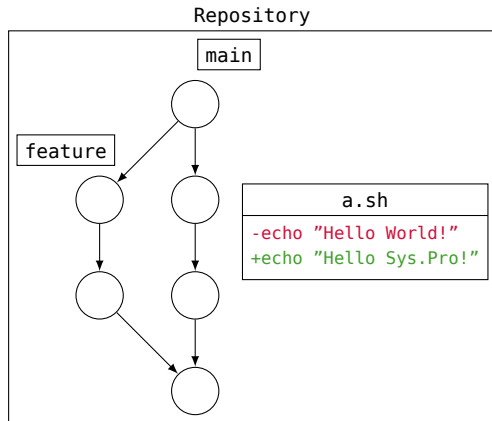 Repository
main
feature
a.sh
-echo ”Hello World!”
+echo ”Hello Sys.Pro!”